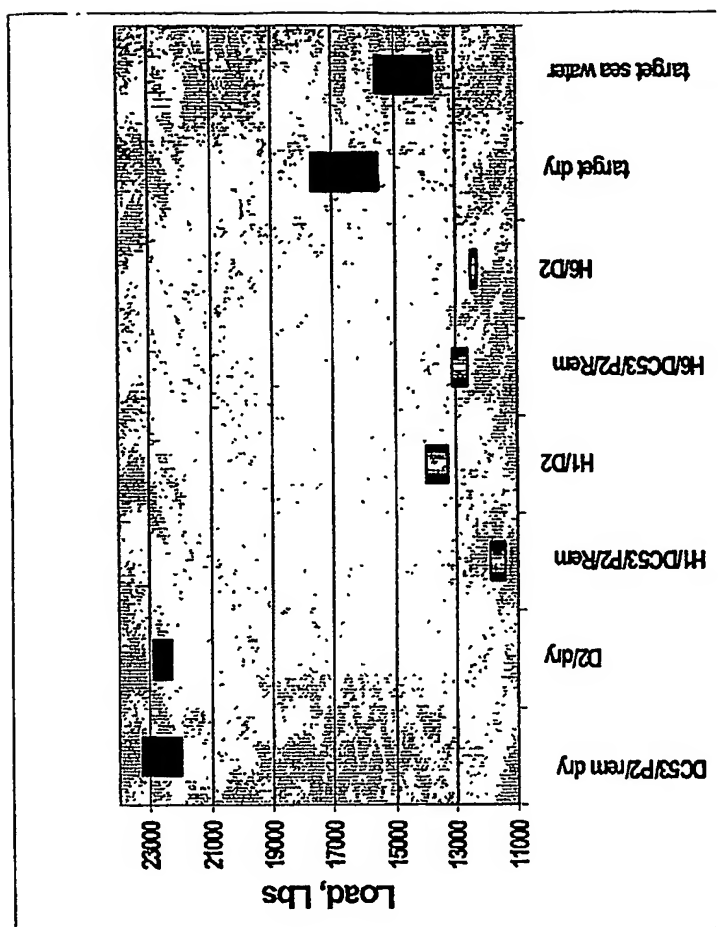 target sea water
target dry
H6/D2
H6/DC53/P2/Rem
H1/D2
H1/DC53/P2/Rem
D2/dry
DC53/P2/rem dry
23000
21000
19000
17000
15000
13000
11000
Load, Lbs